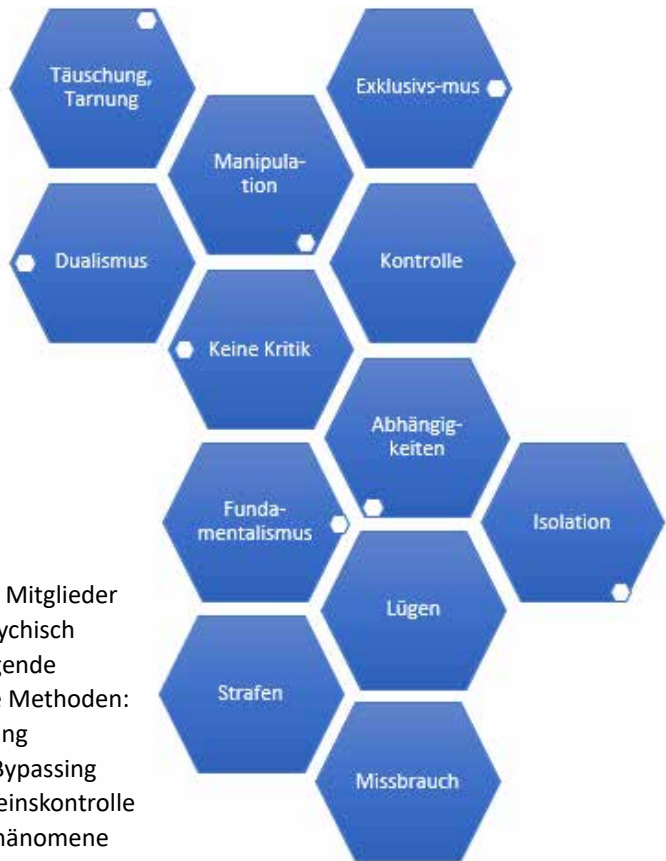 Täuschung,
Tarnung
Exklusivs-mus
Manipula-
tion
Dualismus
Kontrolle
Keine Kritik
Abhängig-
keiten
Funda-
mentalismus
Isolation
Lügen
Strafen
Missbrauch
Mitglieder
ychisch
gende
e Methoden:
ng
Bypassing
einskontrolle
hänomene